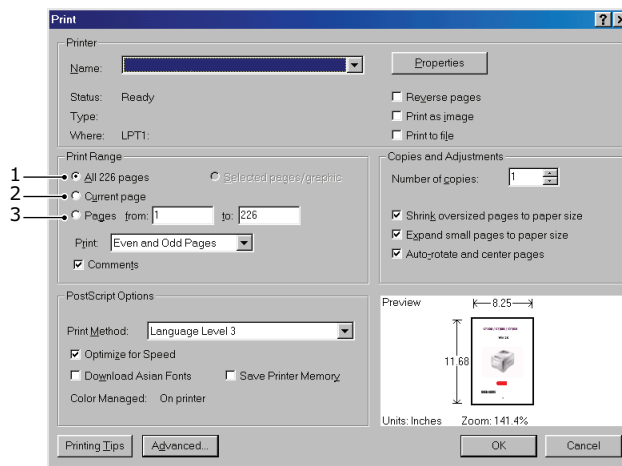 Print
Printer
Name:
Properties
Status: Ready
Type:
Where: LPT1:
Reverse pages
Print as image
Print to file
Print Range
1 All 226 pages Selected pages/graphic
2 Current page
3 Pages from: 1 to: 226
Print: Even and Odd Pages
Comments
Copies and Adjustments
Number of copies: 1
Shrink oversized pages to paper size
Expand small pages to paper size
Auto-rotate and center pages
PostScript Options
Print Method: Language Level 3
Optimize for Speed
Download Asian Fonts Save Printer Memory
Color Managed: On printer
Preview
8.25
11.68
Units: Inches Zoom: 141.4%
Printing Tips Advanced... OK Cancel